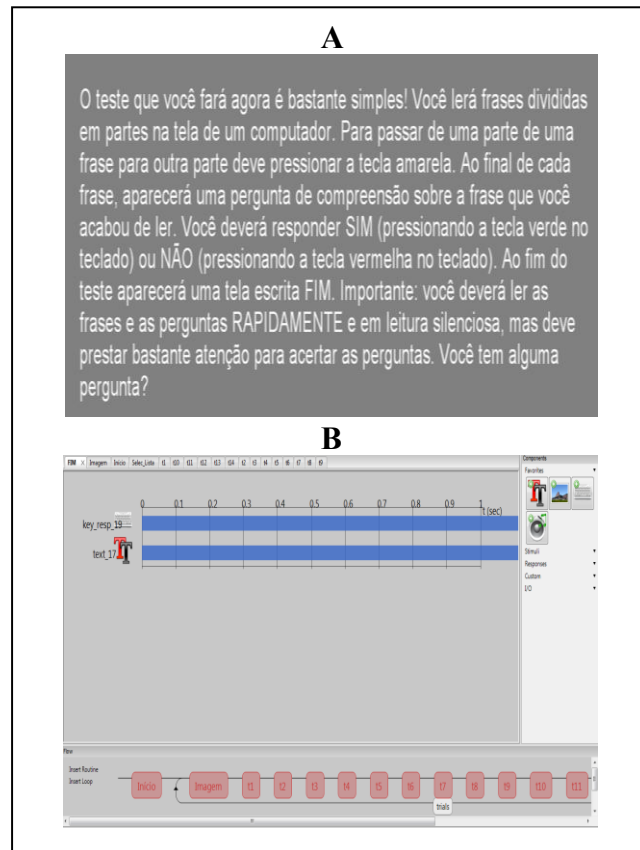 A
O teste que você fará agora é bastante simples! Você lerá frases divididas
em partes na tela de um computador. Para passar de uma parte de uma
frase para outra parte deve pressionar a tecla amarela. Ao final de cada
frase, aparecerá uma pergunta de compreensão sobre a frase que você
acabou de ler. Você deverá responder SIM (pressionando a tecla verde no
teclado) ou NÃO (pressionando a tecla vermelha no teclado). Ao fim do
teste aparecerá uma tela escrita FIM. Importante: você deverá ler as
frases e as perguntas RAPIDAMENTE e em leitura silenciosa, mas deve
prestar bastante atenção para acertar as perguntas. Você tem alguma
pergunta?
B
FIM X Imagem Início Selec_Lista t1 t10 t11 t12 t13 t14 t2 t3 t4 t5 t6 t7 t8 t9
Components
Favorites
0 0.1 0.2 0.3 0.4 0.5 0.6 0.7 0.8 0.9 1
t (sec)
key_resp_19
text_17
Stimuli
Responses
Custom
I/O
Flow
Insert Routine
Insert Loop
Início Imagem t1 t2 t3 t4 t5 t6 t7 t8 t9 t10 t11
trials